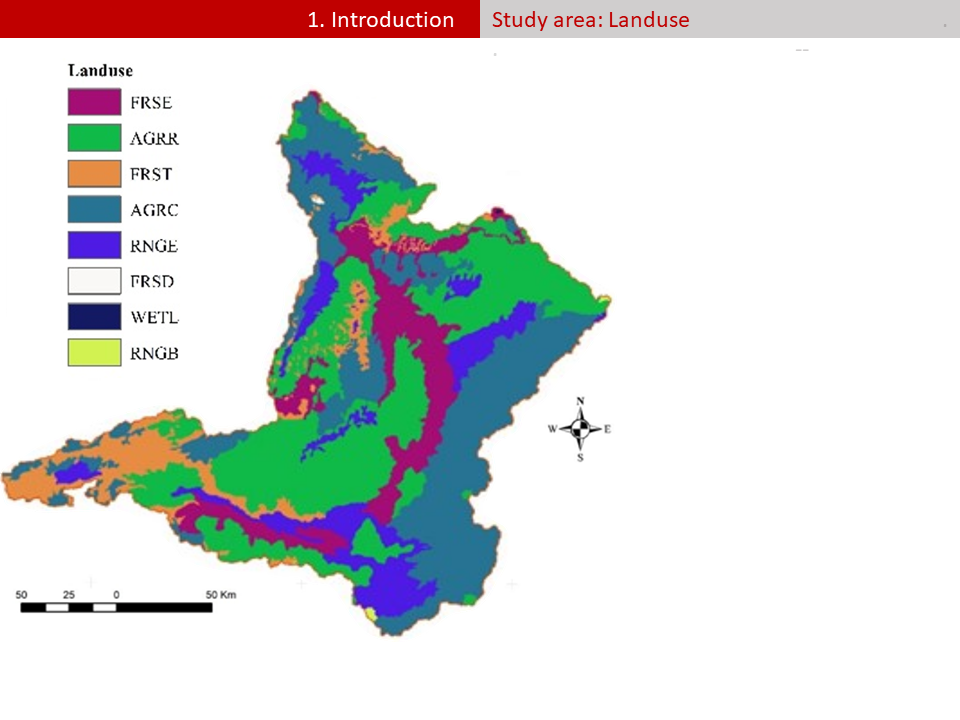 1. Introduction
Study area: Landuse
Landuse
FRSE
AGRR
FRST
AGRC
RNGE
FRSD
WETL
RNGB
N
W E
S
50 25 0 50 Km